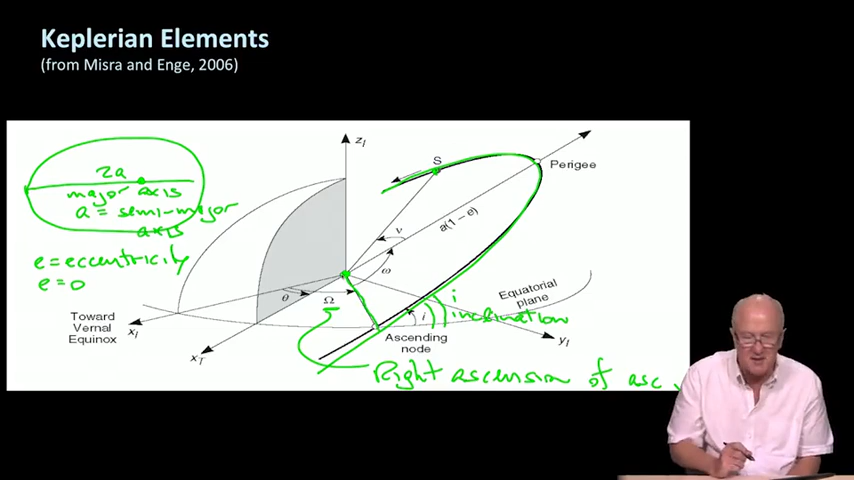 Keplerian Elements
(from Misra and Enge, 2006)
2a
major axis
a = semi-major
axis
e = eccentricity
e = 0
z_I
S
Perigee
a(1 – e)
ν
ω
θ
Ω
i
i
inclination
Equatorial
plane
Ascending
node
Toward
Vernal
Equinox
x_I
x_T
y_I
Right ascension of asc